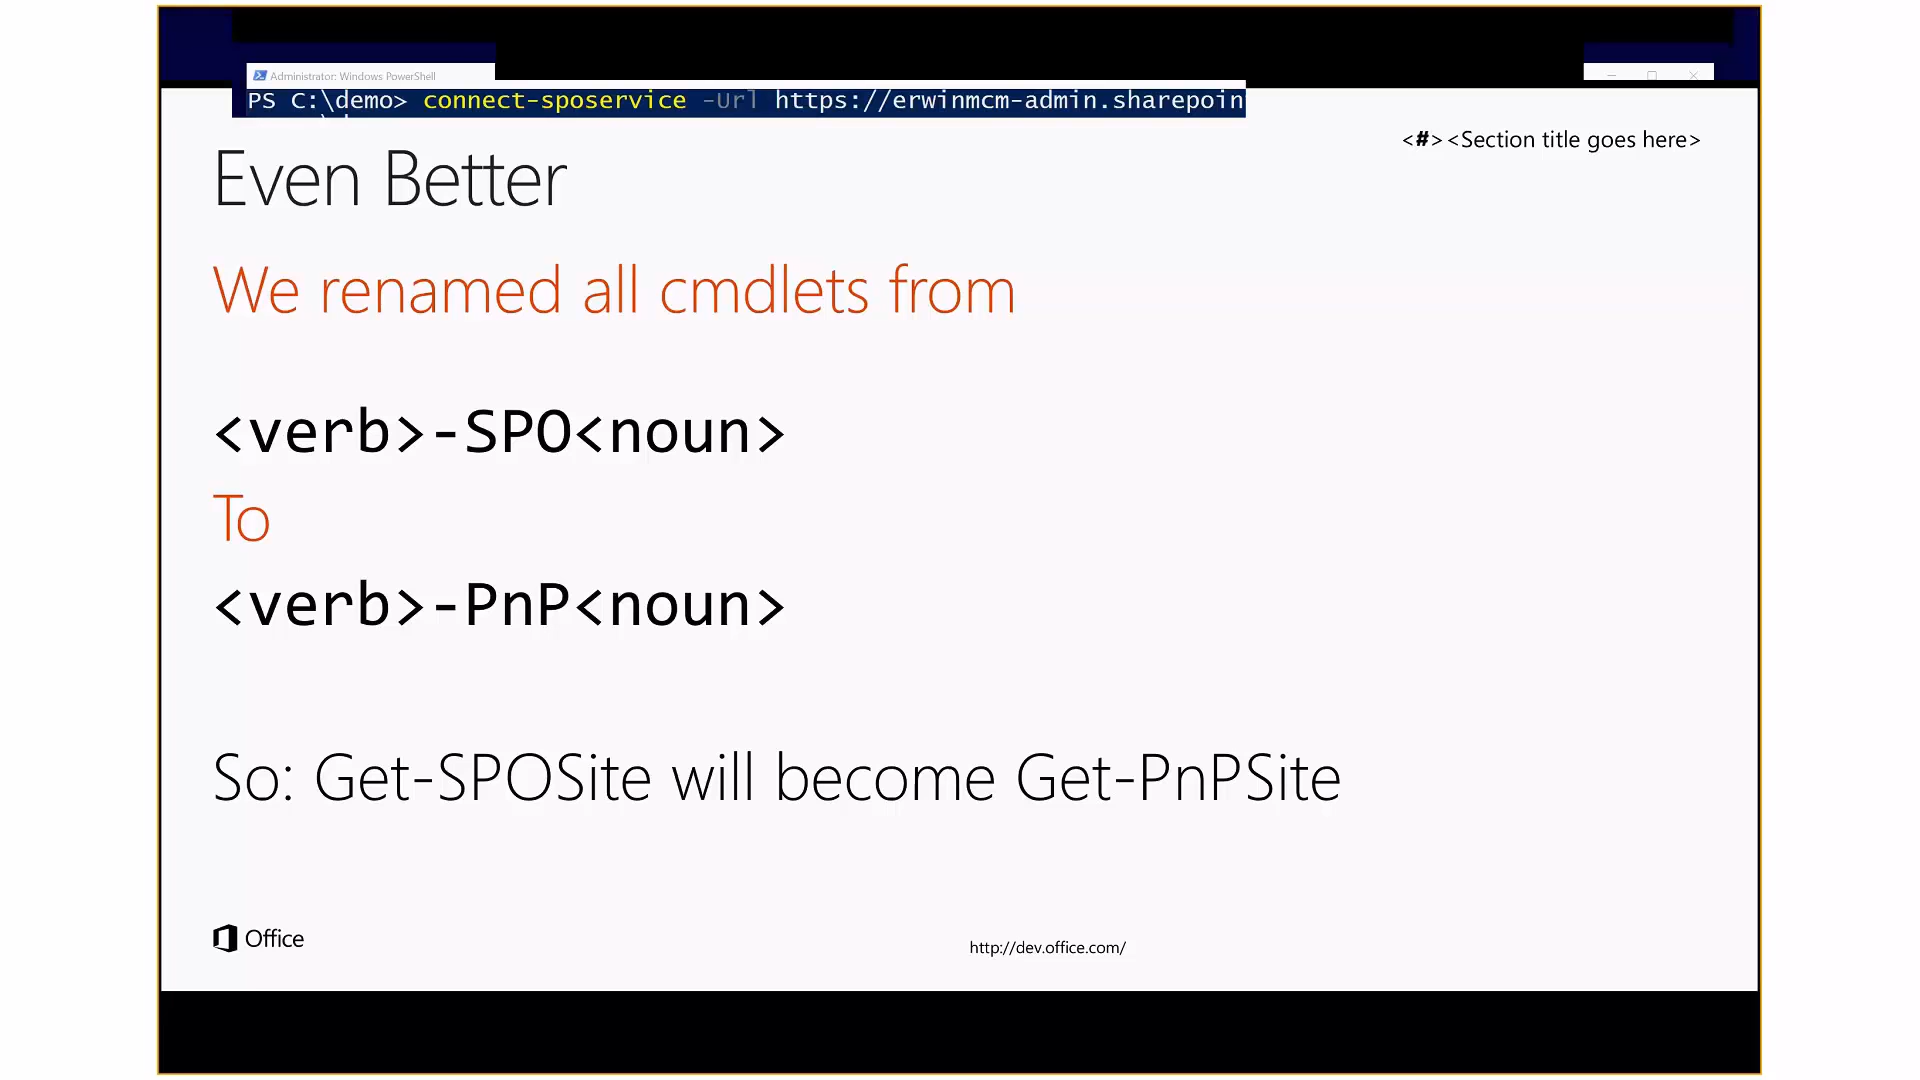 Administrator: Windows PowerShell
PS C:\demo> connect-sposervice -Url https://erwinmcm-admin.sharepoin
<#><Section title goes here>
Even Better
We renamed all cmdlets from
<verb>-SPO<noun>
To
<verb>-PnP<noun>
So: Get-SPOSite will become Get-PnPSite
Office
http://dev.office.com/